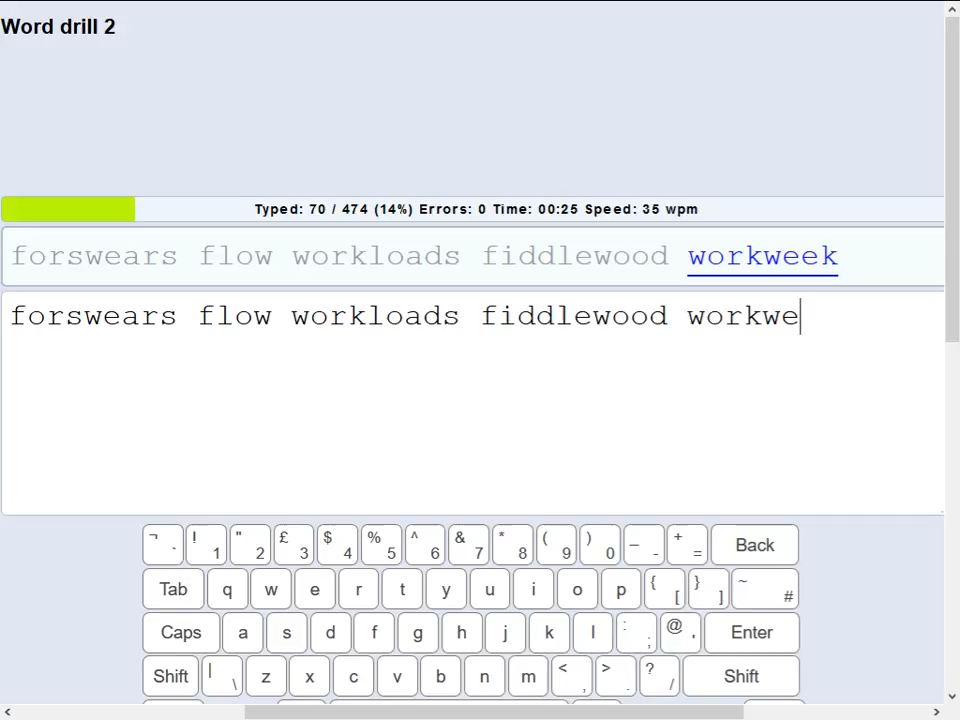 Word drill 2
Typed: 70 / 474 (14%) Errors: 0 Time: 00:25 Speed: 35 wpm
forswears flow workloads fiddlewood workweek
forswears flow workloads fiddlewood workwe
¬ ` ! 1 " 2 £ 3 $ 4 % 5 ^ 6 & 7 * 8 ( 9 ) 0 _ - + = Back
Tab q w e r t y u i o p { [ } ] ~ #
Caps a s d f g h j k l : ; @ ' Enter
Shift | \ z x c v b n m < , > . ? / Shift